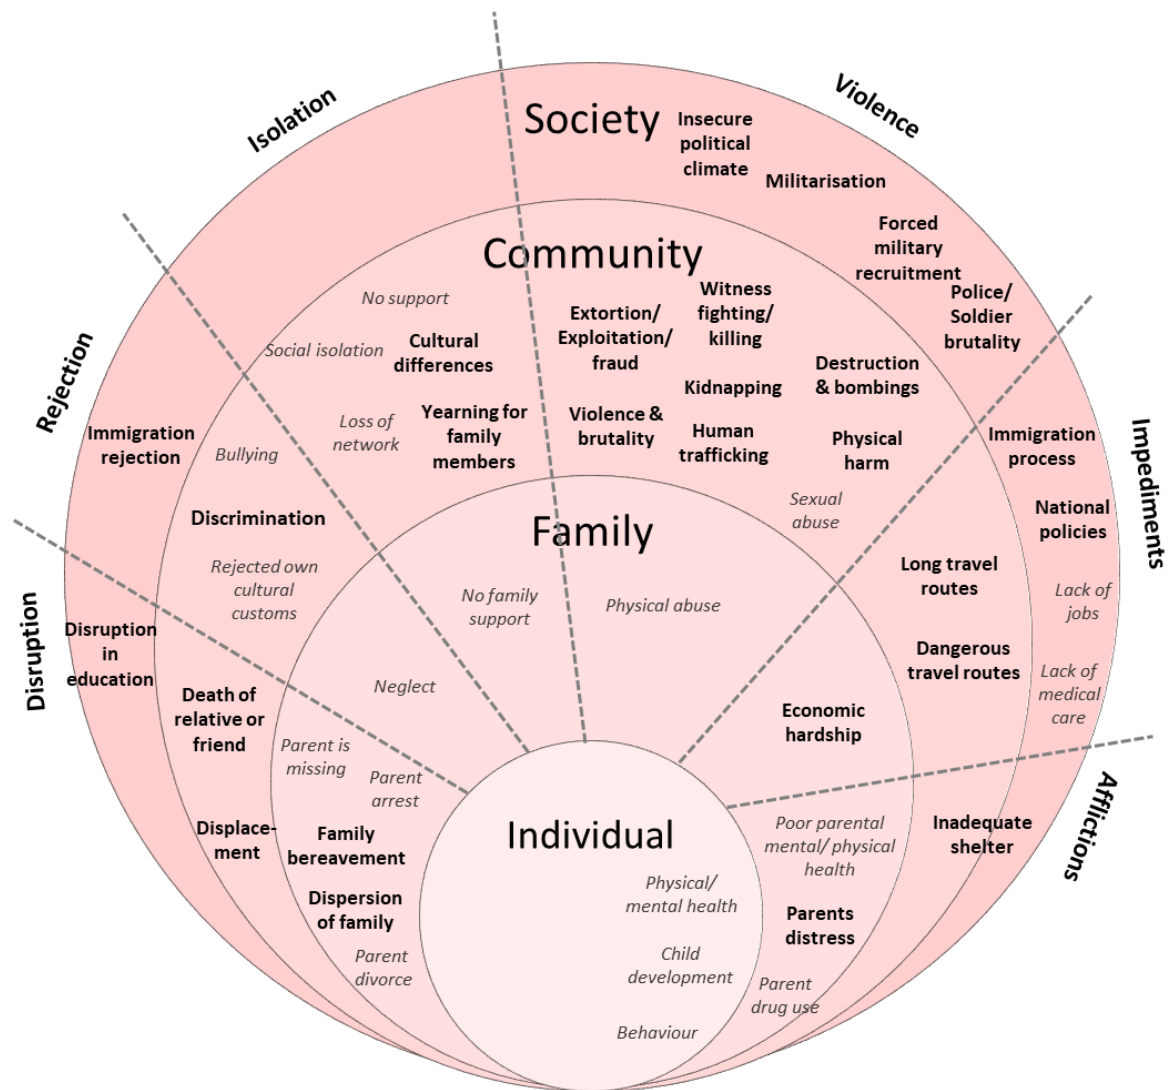 Isolation
Violence
Rejection
Impediments
Disruption
Afflictions
Society
Insecure
political
climate
Militarisation
Forced
military
recruitment
Police/
Soldier
brutality
Immigration
rejection
Immigration
process
National
policies
Lack of
jobs
Lack of
medical
care
Disruption
in
education
Community
No support
Social isolation
Cultural
differences
Loss of
network
Yearning for
family
members
Extortion/
Exploitation/
fraud
Witness
fighting/
killing
Kidnapping
Destruction
& bombings
Violence &
brutality
Human
trafficking
Physical
harm
Sexual
abuse
Bullying
Discrimination
Rejected own
cultural
customs
Long travel
routes
Dangerous
travel routes
Death of
relative or
friend
Displace-
ment
Inadequate
shelter
Family
No family
support
Physical abuse
Neglect
Economic
hardship
Parent is
missing
Parent
arrest
Family
bereavement
Dispersion
of family
Parent
divorce
Poor parental
mental/ physical
health
Parents
distress
Parent
drug use
Individual
Physical/
mental health
Child
development
Behaviour